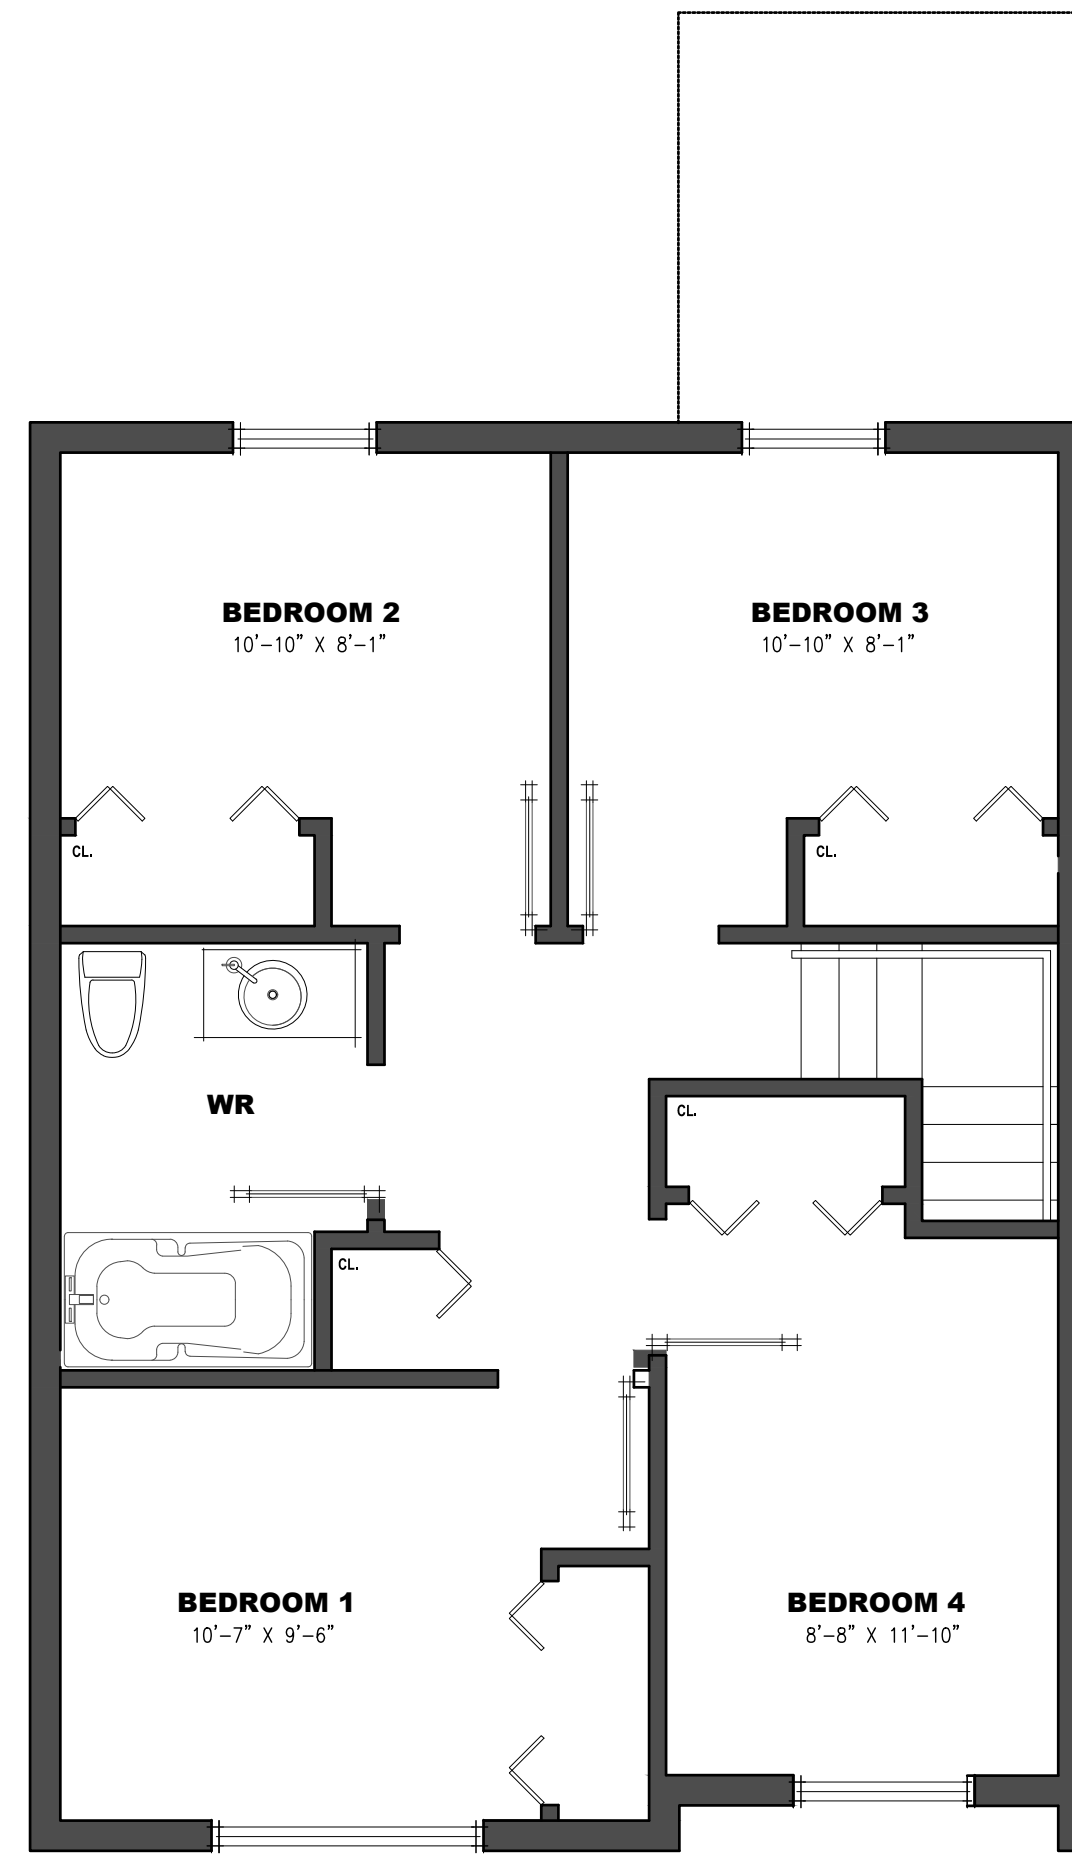 BEDROOM 2
10'-10" X 8'-1"
BEDROOM 3
10'-10" X 8'-1"
CL.
CL.
WR
CL.
CL.
BEDROOM 1
10'-7" X 9'-6"
BEDROOM 4
8'-8" X 11'-10"